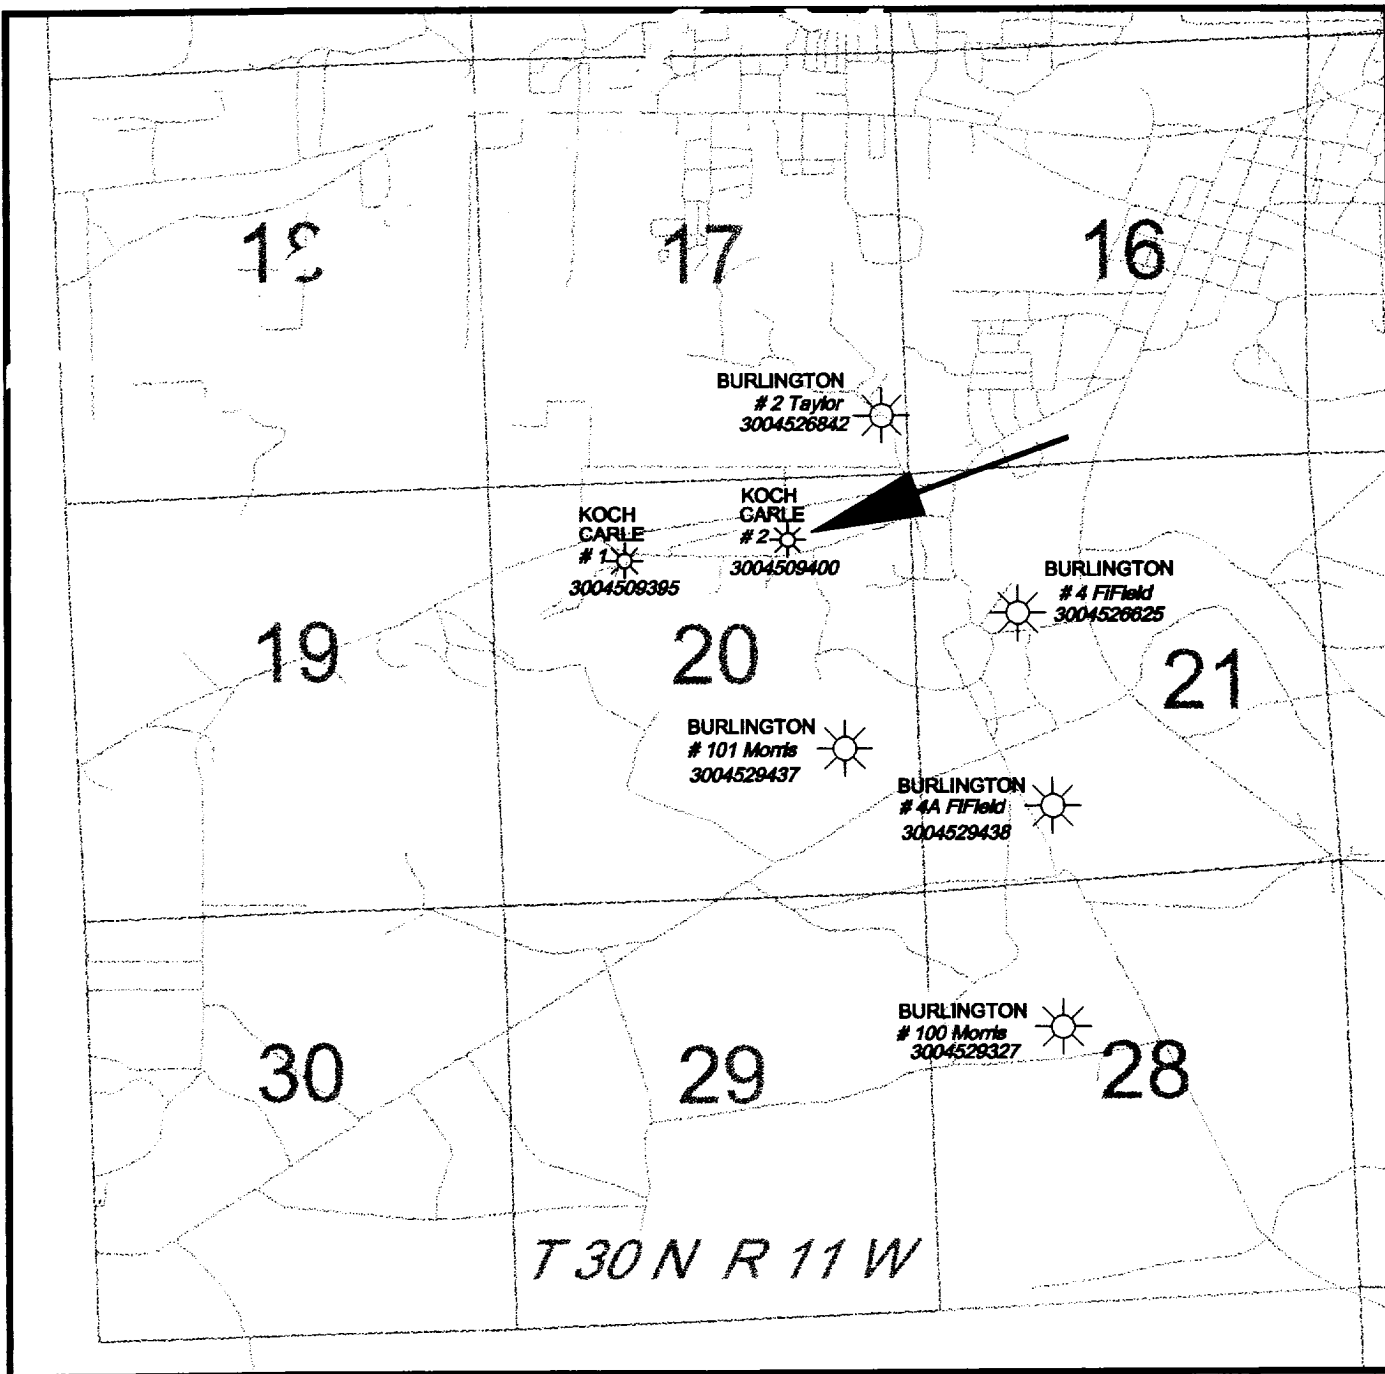 18
17
16
BURLINGTON
# 2 Taylor
3004526842
KOCH
CARLE
# 1
3004509395
KOCH
CARLE
# 2
3004509400
BURLINGTON
# 4 FiField
3004526625
19
20
21
BURLINGTON
# 101 Morris
3004529437
BURLINGTON
# 4A FiField
3004529438
BURLINGTON
# 100 Morris
3004529327
30
29
28
T 30 N R 11 W